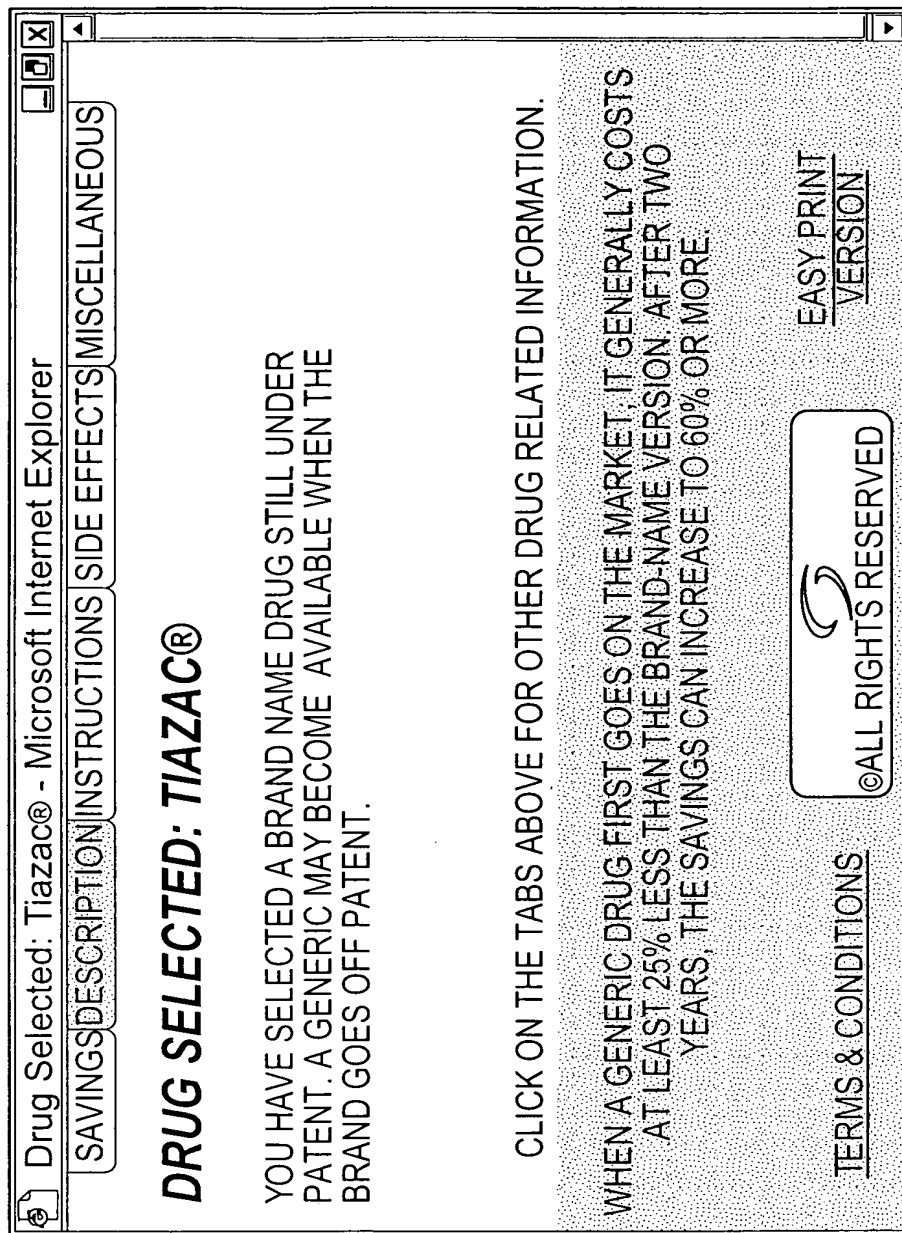 Drug Selected: Tiazac® - Microsoft Internet Explorer
SAVINGS DESCRIPTION INSTRUCTIONS SIDE EFFECTS MISCELLANEOUS
DRUG SELECTED: TIAZAC®
YOU HAVE SELECTED A BRAND NAME DRUG STILL UNDER
PATENT. A GENERIC MAY BECOME AVAILABLE WHEN THE
BRAND GOES OFF PATENT.
CLICK ON THE TABS ABOVE FOR OTHER DRUG RELATED INFORMATION.
WHEN A GENERIC DRUG FIRST GOES ON THE MARKET, IT GENERALLY COSTS
AT LEAST 25% LESS THAN THE BRAND-NAME VERSION. AFTER TWO
YEARS, THE SAVINGS CAN INCREASE TO 60% OR MORE.
TERMS & CONDITIONS
©ALL RIGHTS RESERVED
EASY PRINT
VERSION